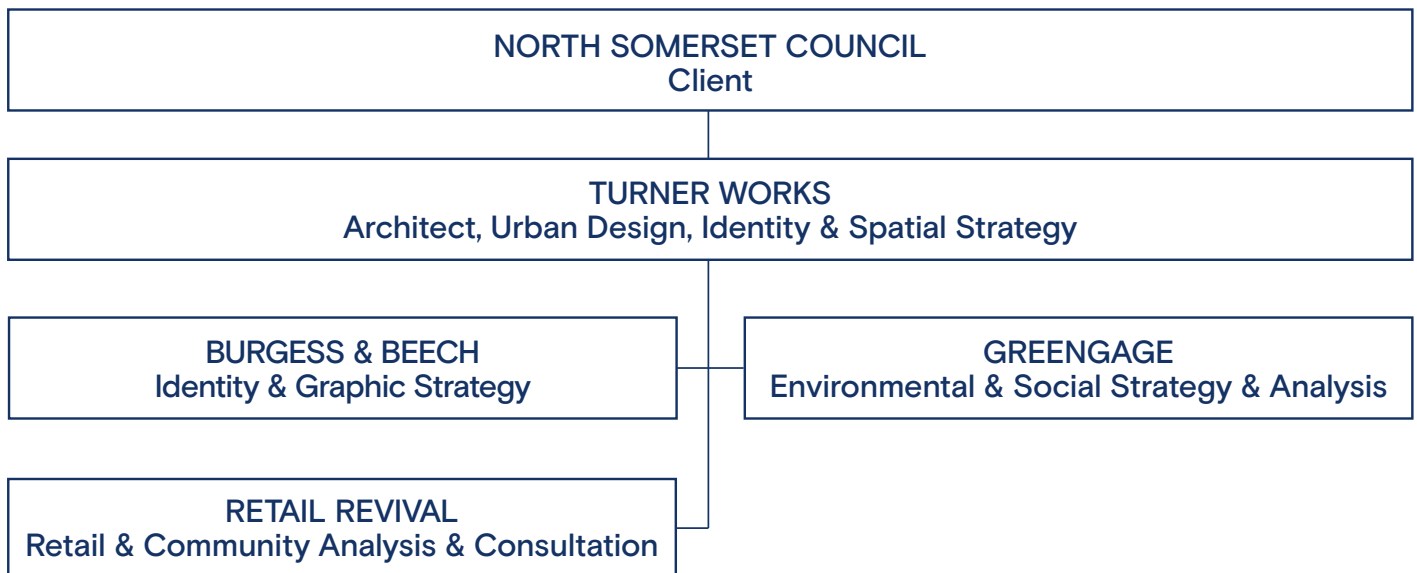 NORTH SOMERSET COUNCIL
Client
TURNER WORKS
Architect, Urban Design, Identity & Spatial Strategy
BURGESS & BEECH
Identity & Graphic Strategy
GREENGAGE
Environmental & Social Strategy & Analysis
RETAIL REVIVAL
Retail & Community Analysis & Consultation